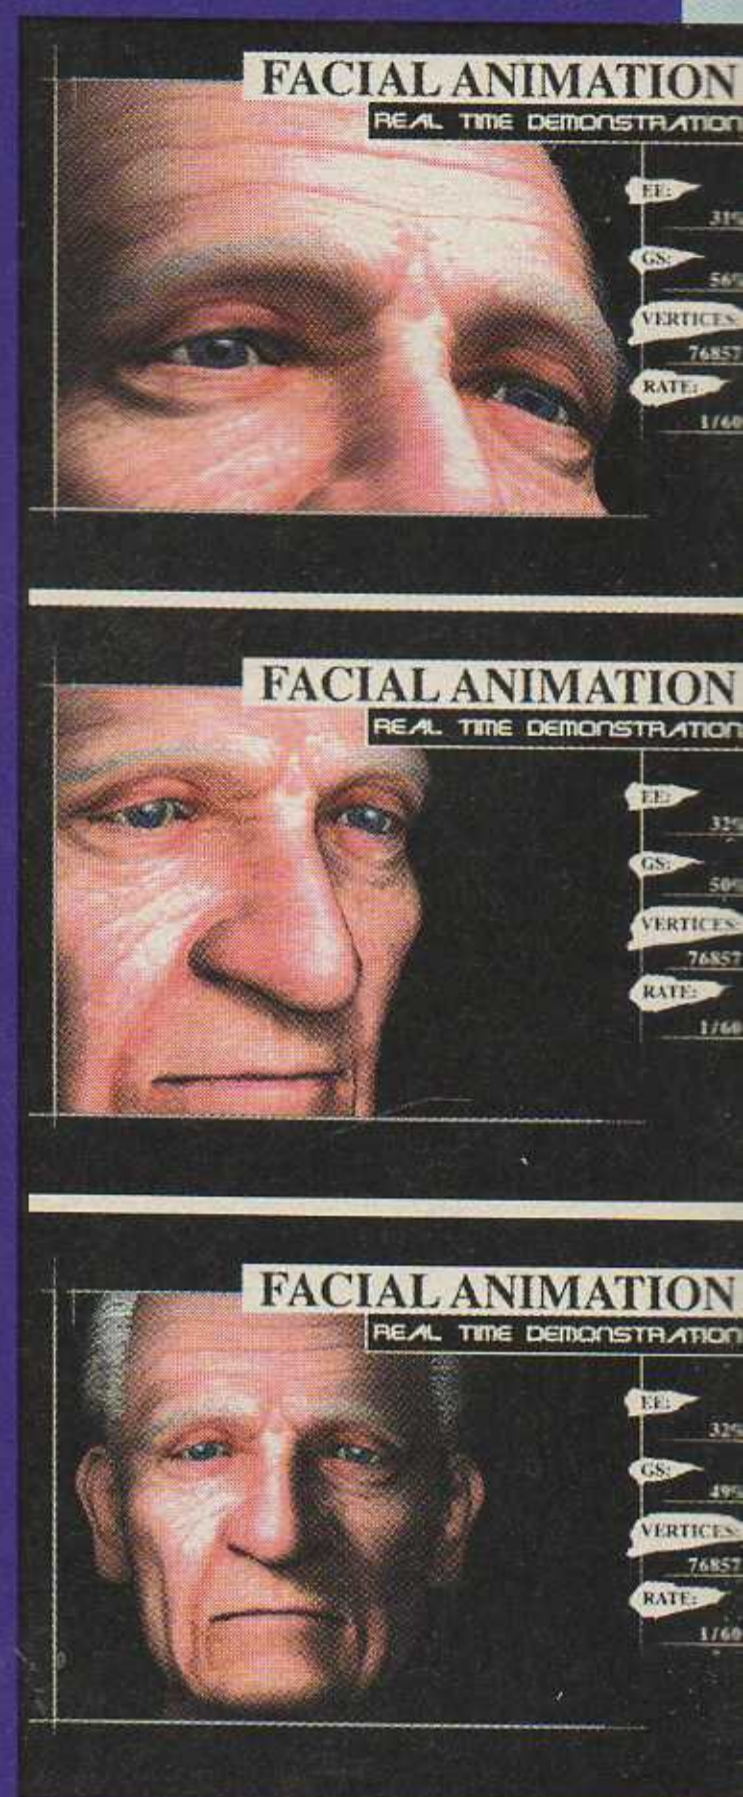 FACIAL ANIMATION
REAL TIME DEMONSTRATION
EE:
31%
GS:
56%
VERTICES:
76857
RATE:
1/60
FACIAL ANIMATION
REAL TIME DEMONSTRATION
EE:
32%
GS:
50%
VERTICES:
76857
RATE:
1/60
FACIAL ANIMATION
REAL TIME DEMONSTRATION
EE:
32%
GS:
49%
VERTICES:
76857
RATE:
1/60